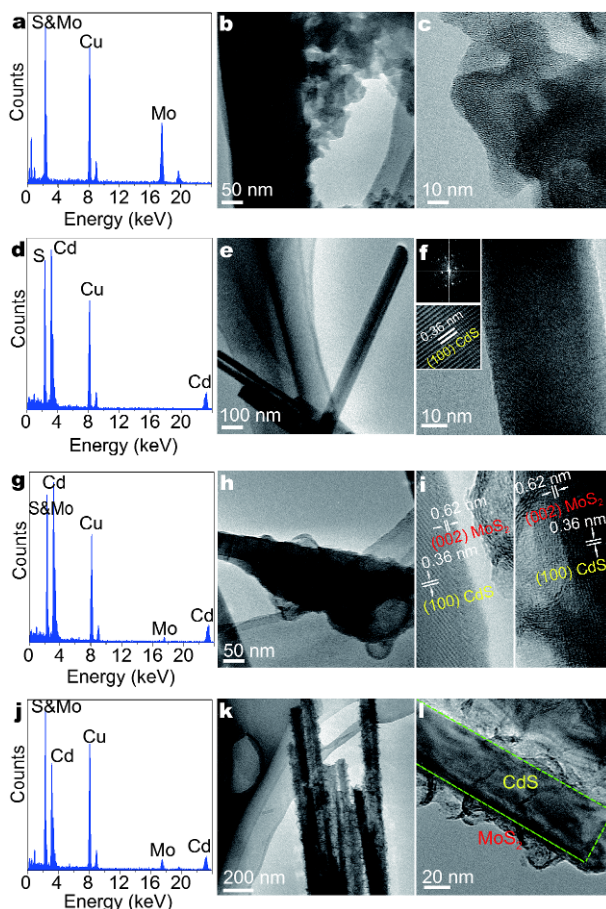 a
S&Mo
Cu
Mo
Counts
0 4 8 12 16 20
Energy (keV)
b
50 nm
c
10 nm
d
S
Cd
Cu
Cd
Counts
0 4 8 12 16 20
Energy (keV)
e
100 nm
f
0.36 nm
(100) CdS
10 nm
g
Cd
S&Mo
Cu
Mo
Cd
Counts
0 4 8 12 16 20
Energy (keV)
h
50 nm
i
0.62 nm
(002) MoS2
0.36 nm
(100) CdS
0.62 nm
(002) MoS2
0.36 nm
(100) CdS
j
S&Mo
Cd
Cu
Mo
Cd
Counts
0 4 8 12 16 20
Energy (keV)
k
200 nm
l
CdS
MoS2
20 nm